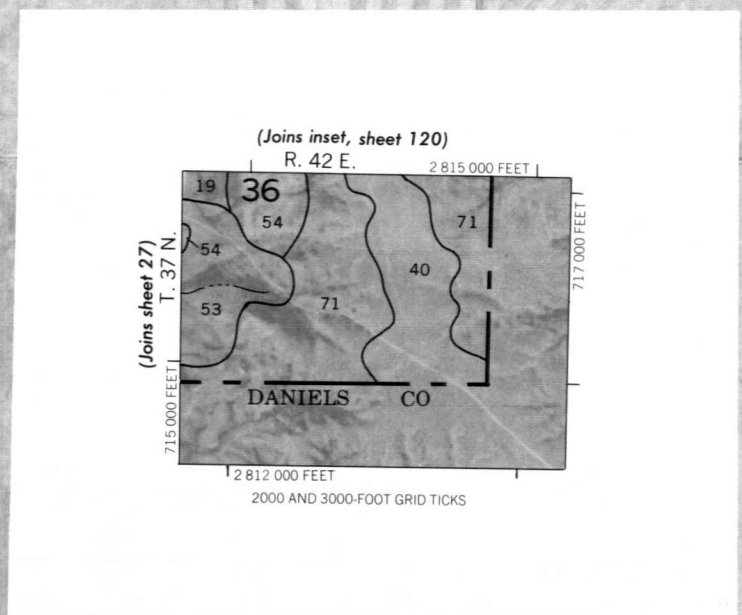 (Joins inset, sheet 120)
R. 42 E.
2 815 000 FEET
19
36
54
71
717 000 FEET
(Joins sheet 27)
T. 37 N.
54
40
53
71
715 000 FEET
DANIELS CO
2 812 000 FEET
2000 AND 3000-FOOT GRID TICKS